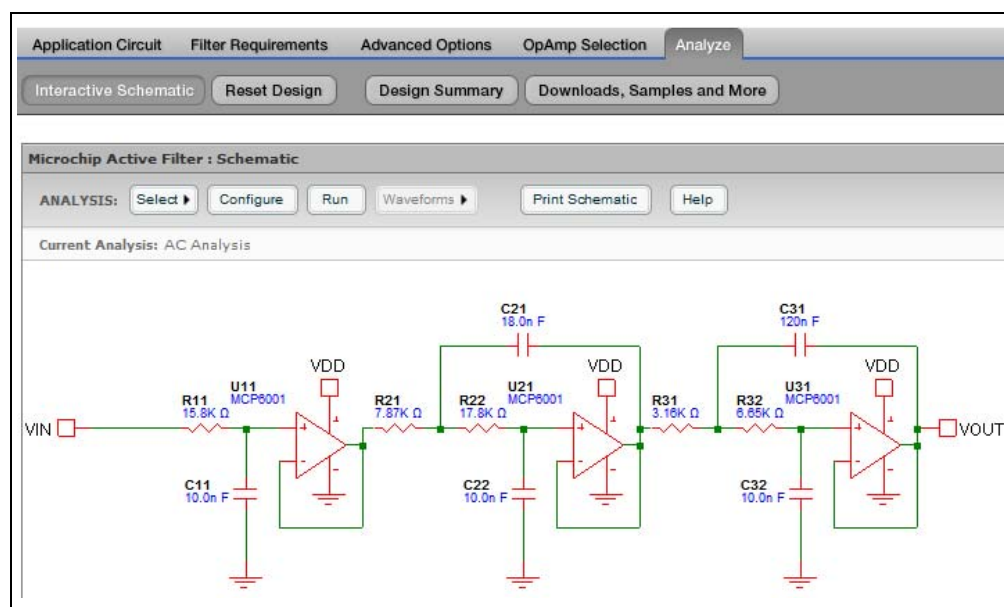 Application Circuit Filter Requirements Advanced Options OpAmp Selection Analyze
Interactive Schematic Reset Design Design Summary Downloads, Samples and More
Microchip Active Filter : Schematic
ANALYSIS: Select Configure Run Waveforms Print Schematic Help
Current Analysis: AC Analysis
C21
18.0n F
C31
120n F
VDD
VDD
VDD
U11
MCP6001
U21
MCP6001
U31
MCP6001
R11
15.8K Ω
R21
7.87K Ω
R22
17.8K Ω
R31
3.16K Ω
R32
6.65K Ω
VIN
VOUT
C11
10.0n F
C22
10.0n F
C32
10.0n F